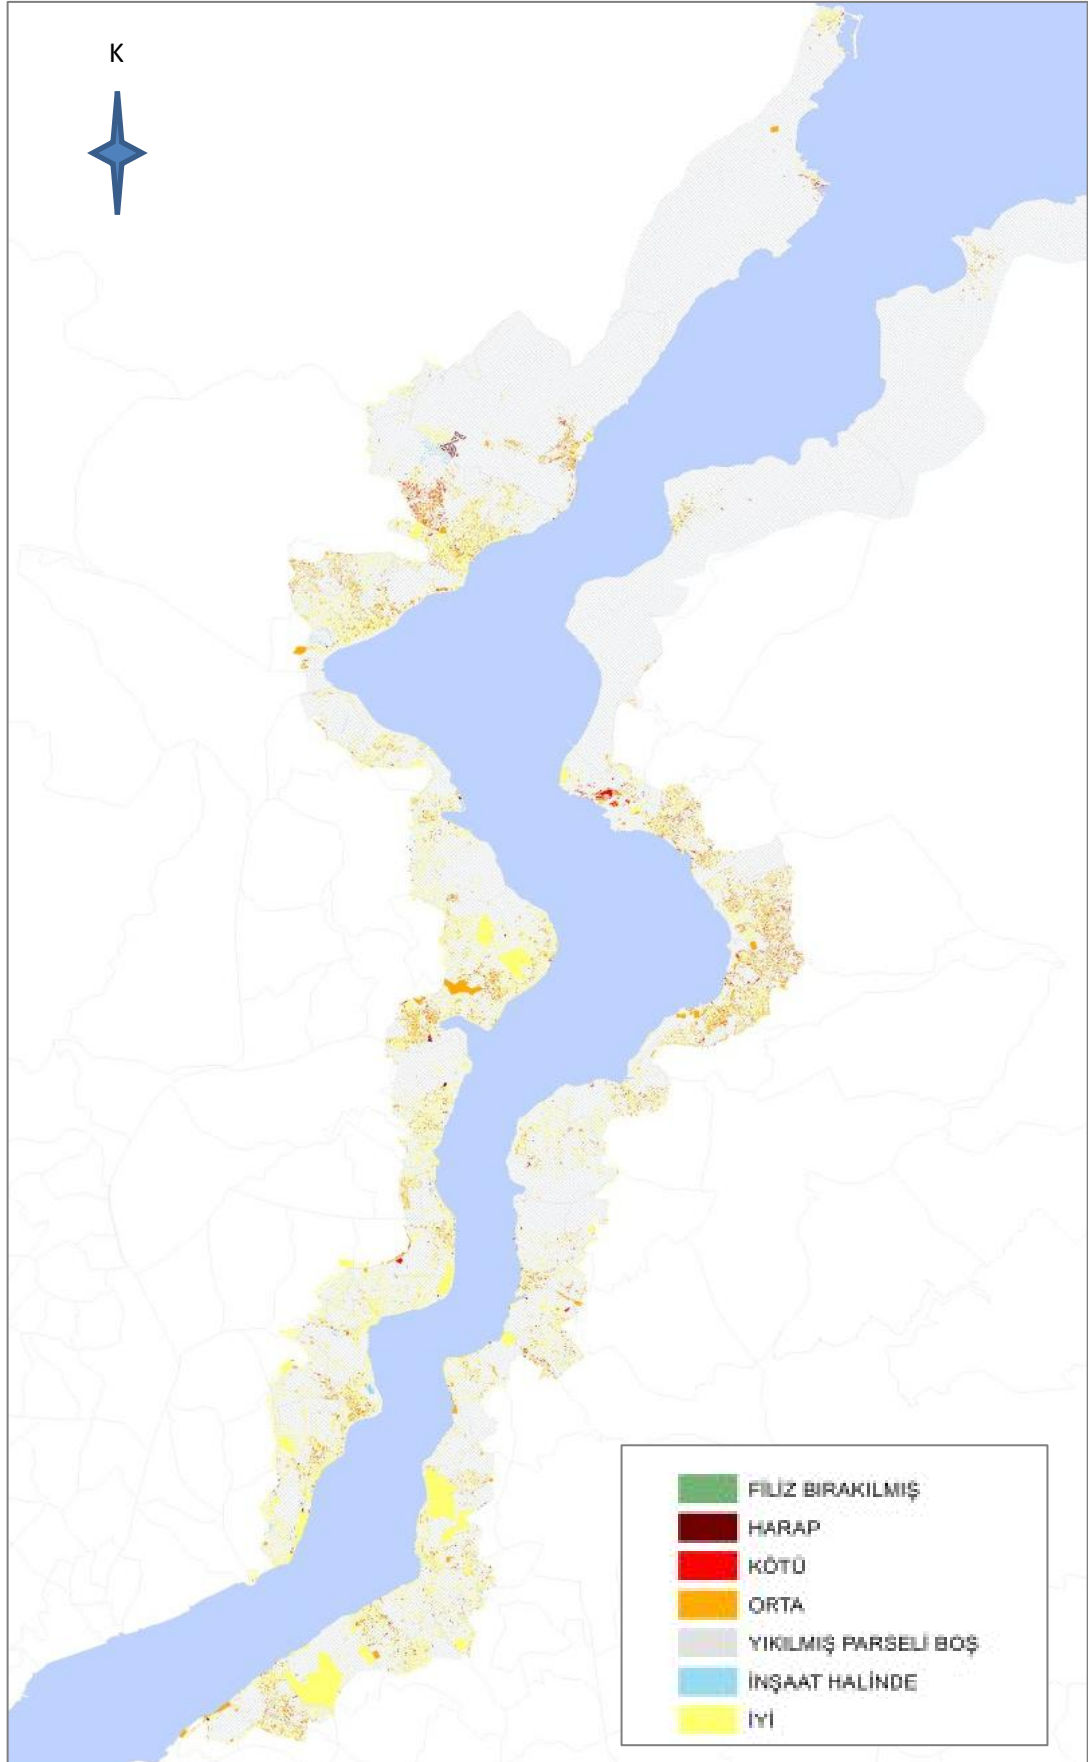 K
FİLİZ BIRAKILMIŞ
HARAP
KÖTÜ
ORTA
YIKILMIŞ PARSELİ BOŞ
İNŞAAT HALİNDE
İYİ